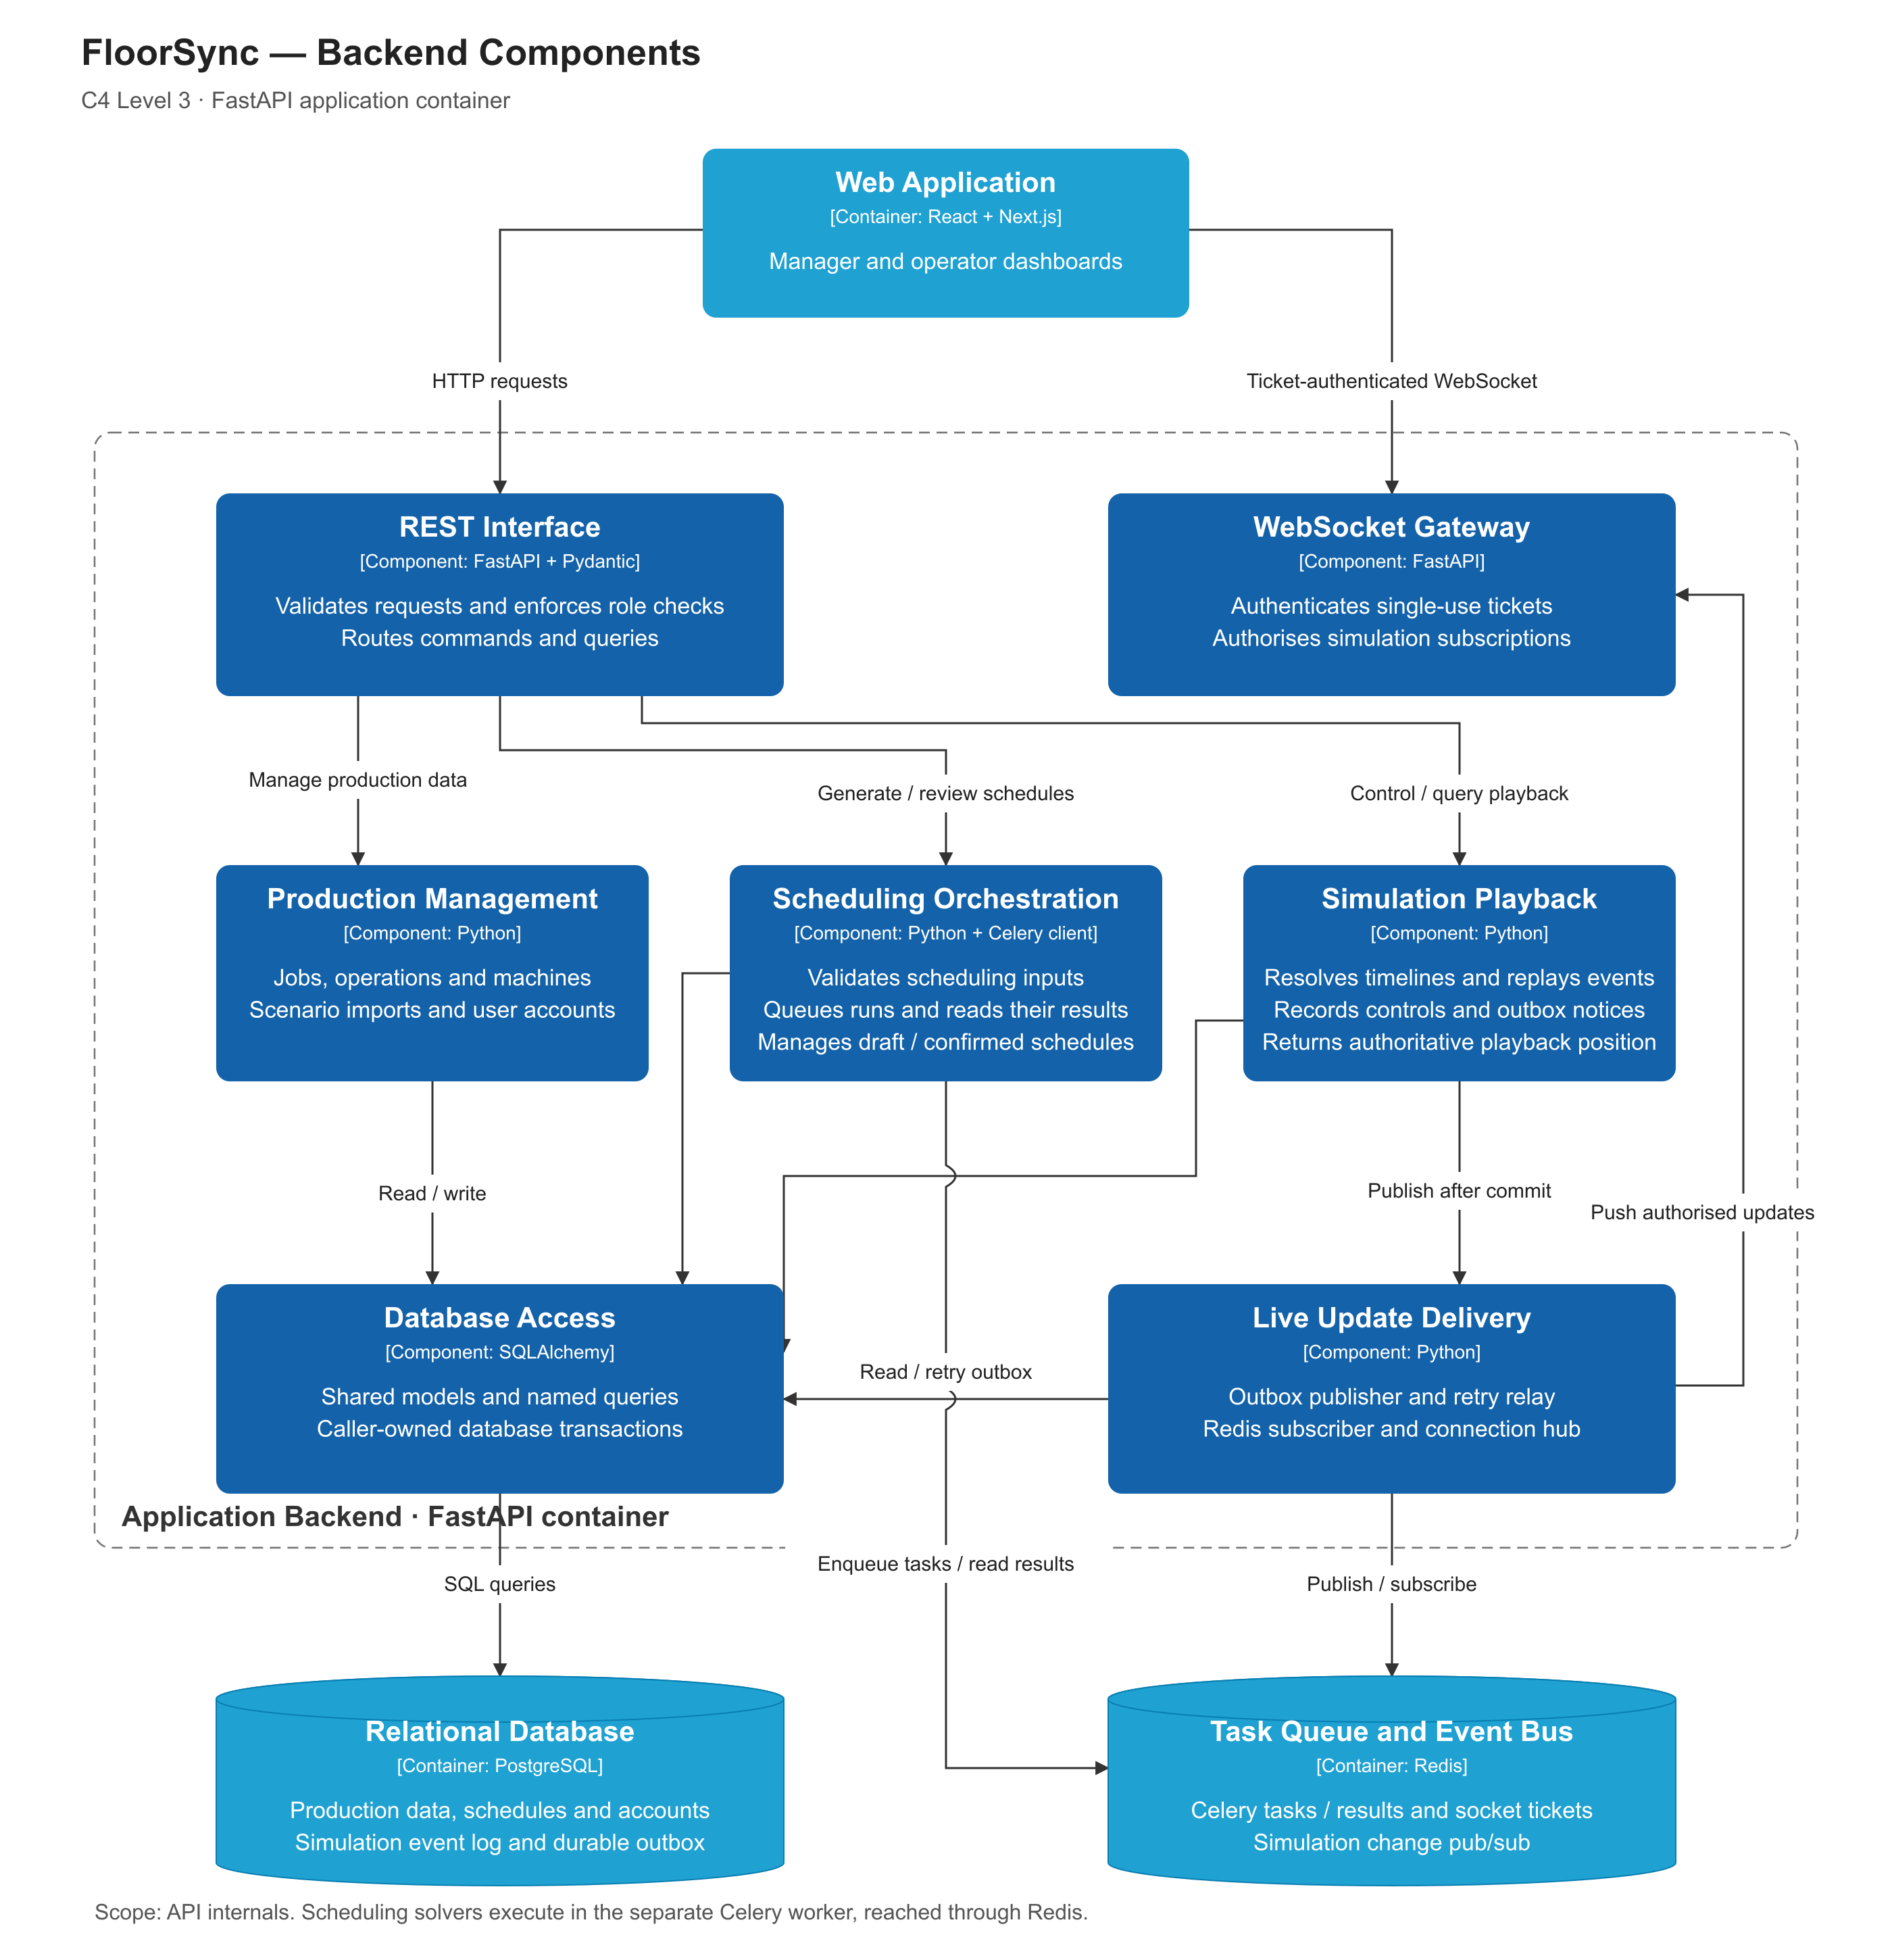 FloorSync — Backend Components
C4 Level 3 · FastAPI application container
Web Application
[Container: React + Next.js]
Manager and operator dashboards
HTTP requests
Ticket-authenticated WebSocket
REST Interface
[Component: FastAPI + Pydantic]
Validates requests and enforces role checks
Routes commands and queries
WebSocket Gateway
[Component: FastAPI]
Authenticates single-use tickets
Authorises simulation subscriptions
Manage production data
Generate / review schedules
Control / query playback
Production Management
[Component: Python]
Jobs, operations and machines
Scenario imports and user accounts
Scheduling Orchestration
[Component: Python + Celery client]
Validates scheduling inputs
Queues runs and reads their results
Manages draft / confirmed schedules
Simulation Playback
[Component: Python]
Resolves timelines and replays events
Records controls and outbox notices
Returns authoritative playback position
Read / write
Publish after commit
Push authorised updates
Database Access
[Component: SQLAlchemy]
Shared models and named queries
Caller-owned database transactions
Read / retry outbox
Live Update Delivery
[Component: Python]
Outbox publisher and retry relay
Redis subscriber and connection hub
Application Backend · FastAPI container
SQL queries
Enqueue tasks / read results
Publish / subscribe
Relational Database
[Container: PostgreSQL]
Production data, schedules and accounts
Simulation event log and durable outbox
Task Queue and Event Bus
[Container: Redis]
Celery tasks / results and socket tickets
Simulation change pub/sub
Scope: API internals. Scheduling solvers execute in the separate Celery worker, reached through Redis.